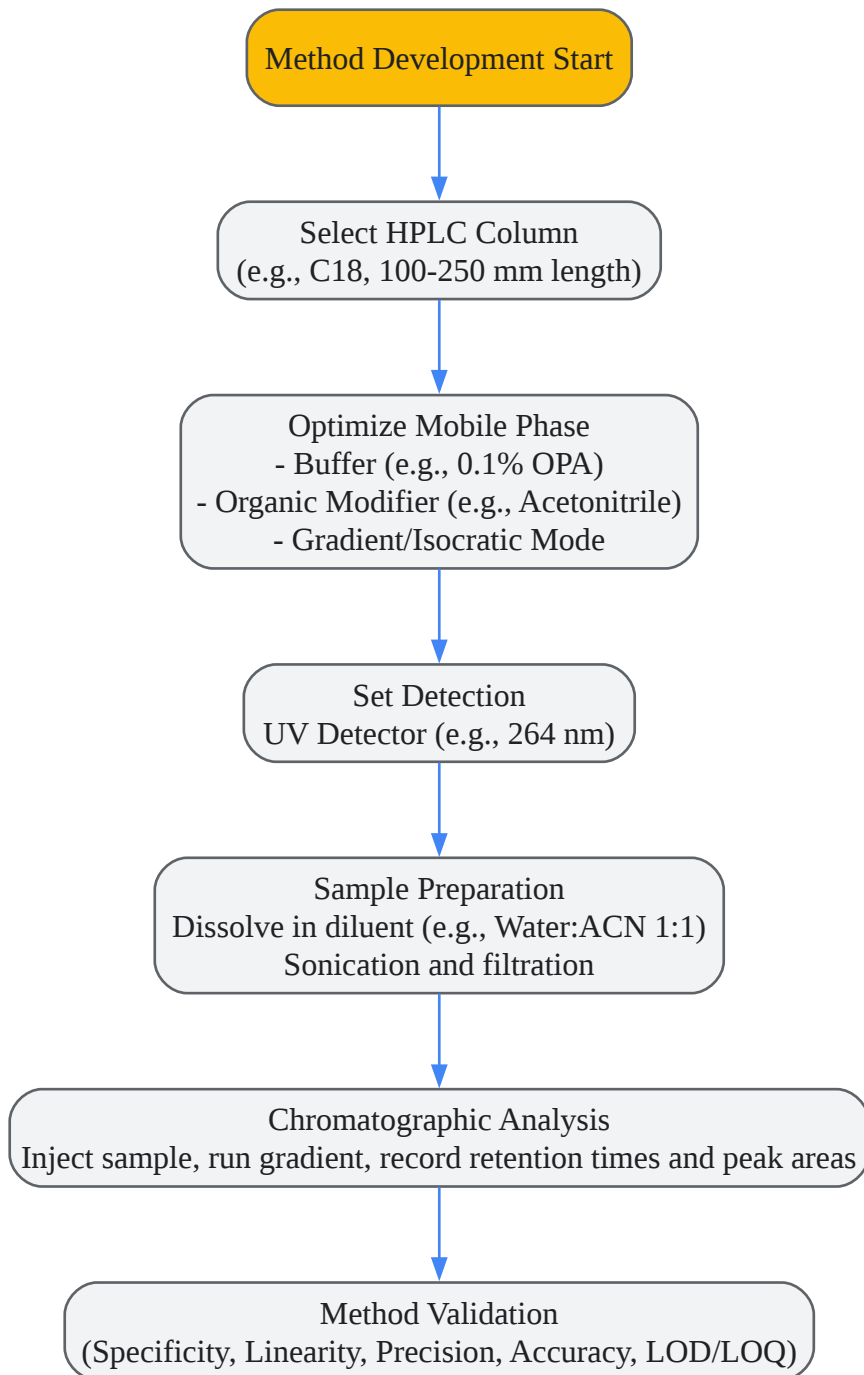 Method Development Start
Select HPLC Column
(e.g., C18, 100-250 mm length)
Optimize Mobile Phase
- Buffer (e.g., 0.1% OPA)
- Organic Modifier (e.g., Acetonitrile)
- Gradient/Isocratic Mode
Set Detection
UV Detector (e.g., 264 nm)
Sample Preparation
Dissolve in diluent (e.g., Water:ACN 1:1)
Sonication and filtration
Chromatographic Analysis
Inject sample, run gradient, record retention times and peak areas
Method Validation
(Specificity, Linearity, Precision, Accuracy, LOD/LOQ)